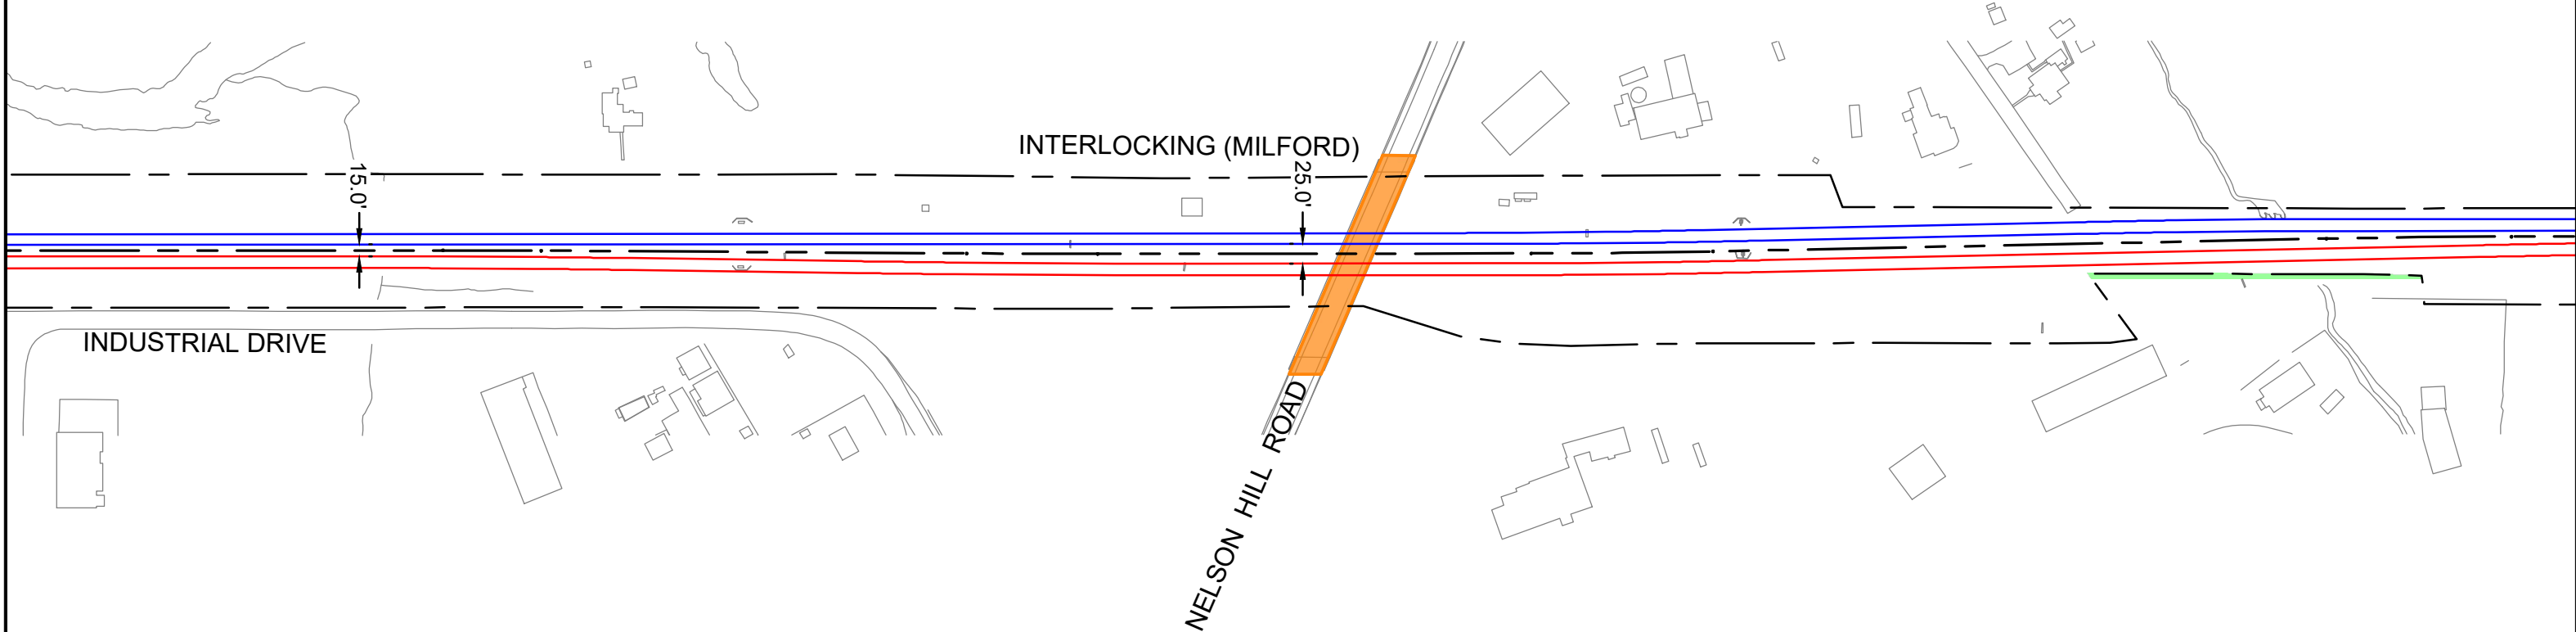 INTERLOCKING (MILFORD)
15.0'
25.0'
INDUSTRIAL DRIVE
NELSON HILL ROAD